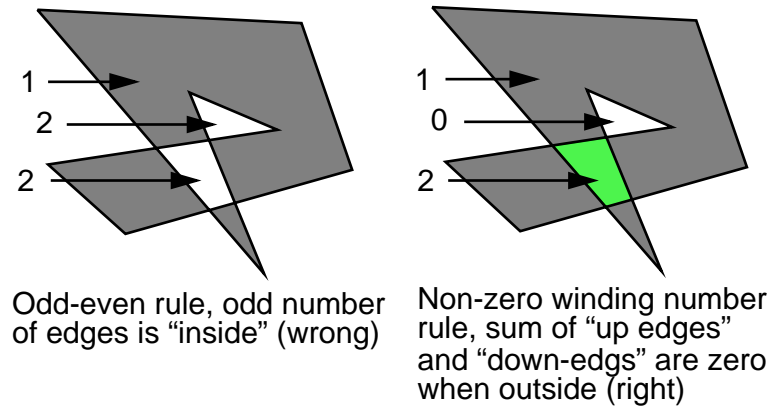 1
2
2
Odd-even rule, odd number
of edges is “inside” (wrong)
1
0
2
Non-zero winding number
rule, sum of “up edges”
and “down-edgs” are zero
when outside (right)